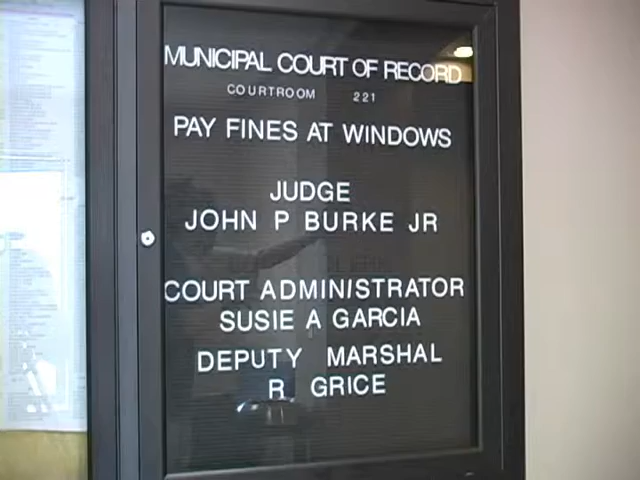 MUNICIPAL COURT OF RECORD
COURTROOM 221
PAY FINES AT WINDOWS
JUDGE
JOHN P BURKE JR
COURT ADMINISTRATOR
SUSIE A GARCIA
DEPUTY MARSHAL
R GRICE